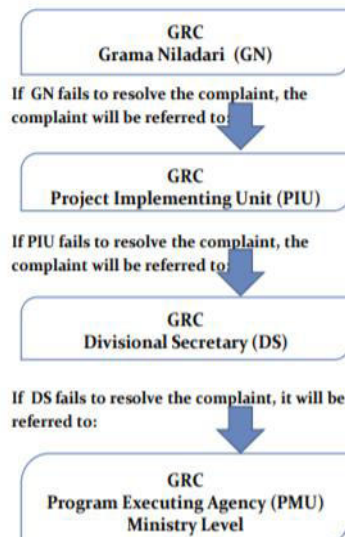 GRC
Grama Niladari (GN)
If GN fails to resolve the complaint, the
complaint will be referred to:
GRC
Project Implementing Unit (PIU)
If PIU fails to resolve the complaint, the
complaint will be referred to:
GRC
Divisional Secretary (DS)
If DS fails to resolve the complaint, it will be
referred to:
GRC
Program Executing Agency (PMU)
Ministry Level